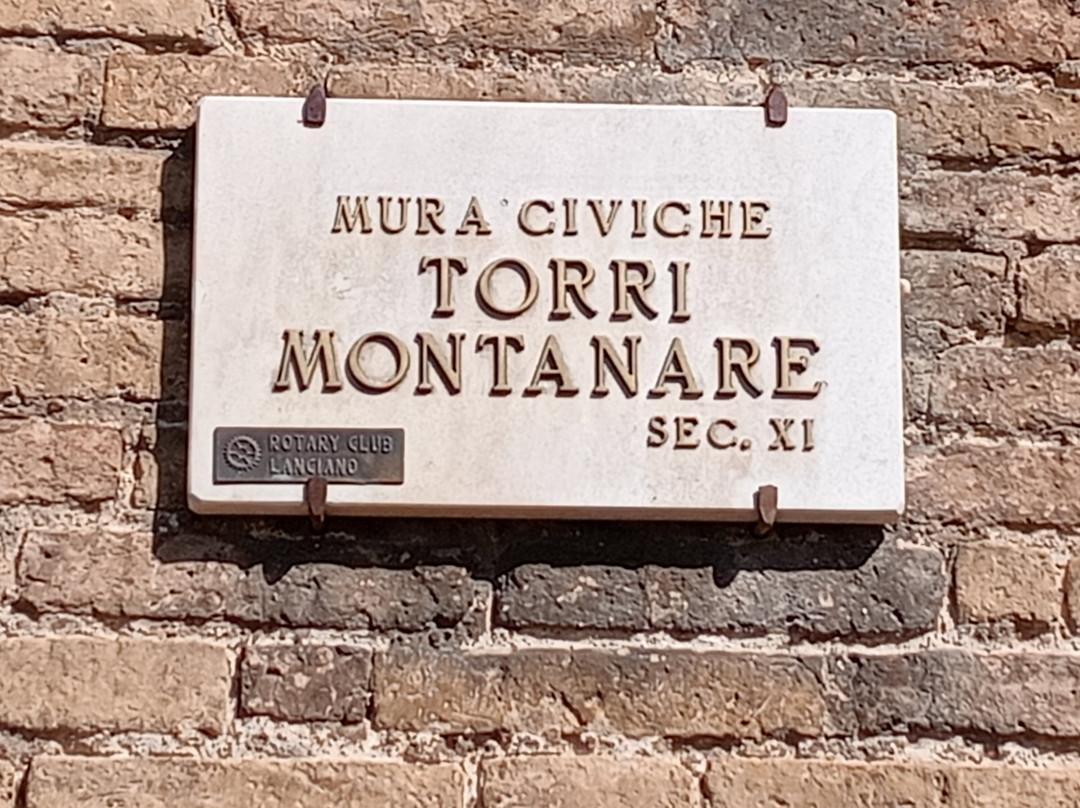 MURA CIVICHE
TORRI
MONTANARE
SEC. XI
ROTARY CLUB
LANCIANO